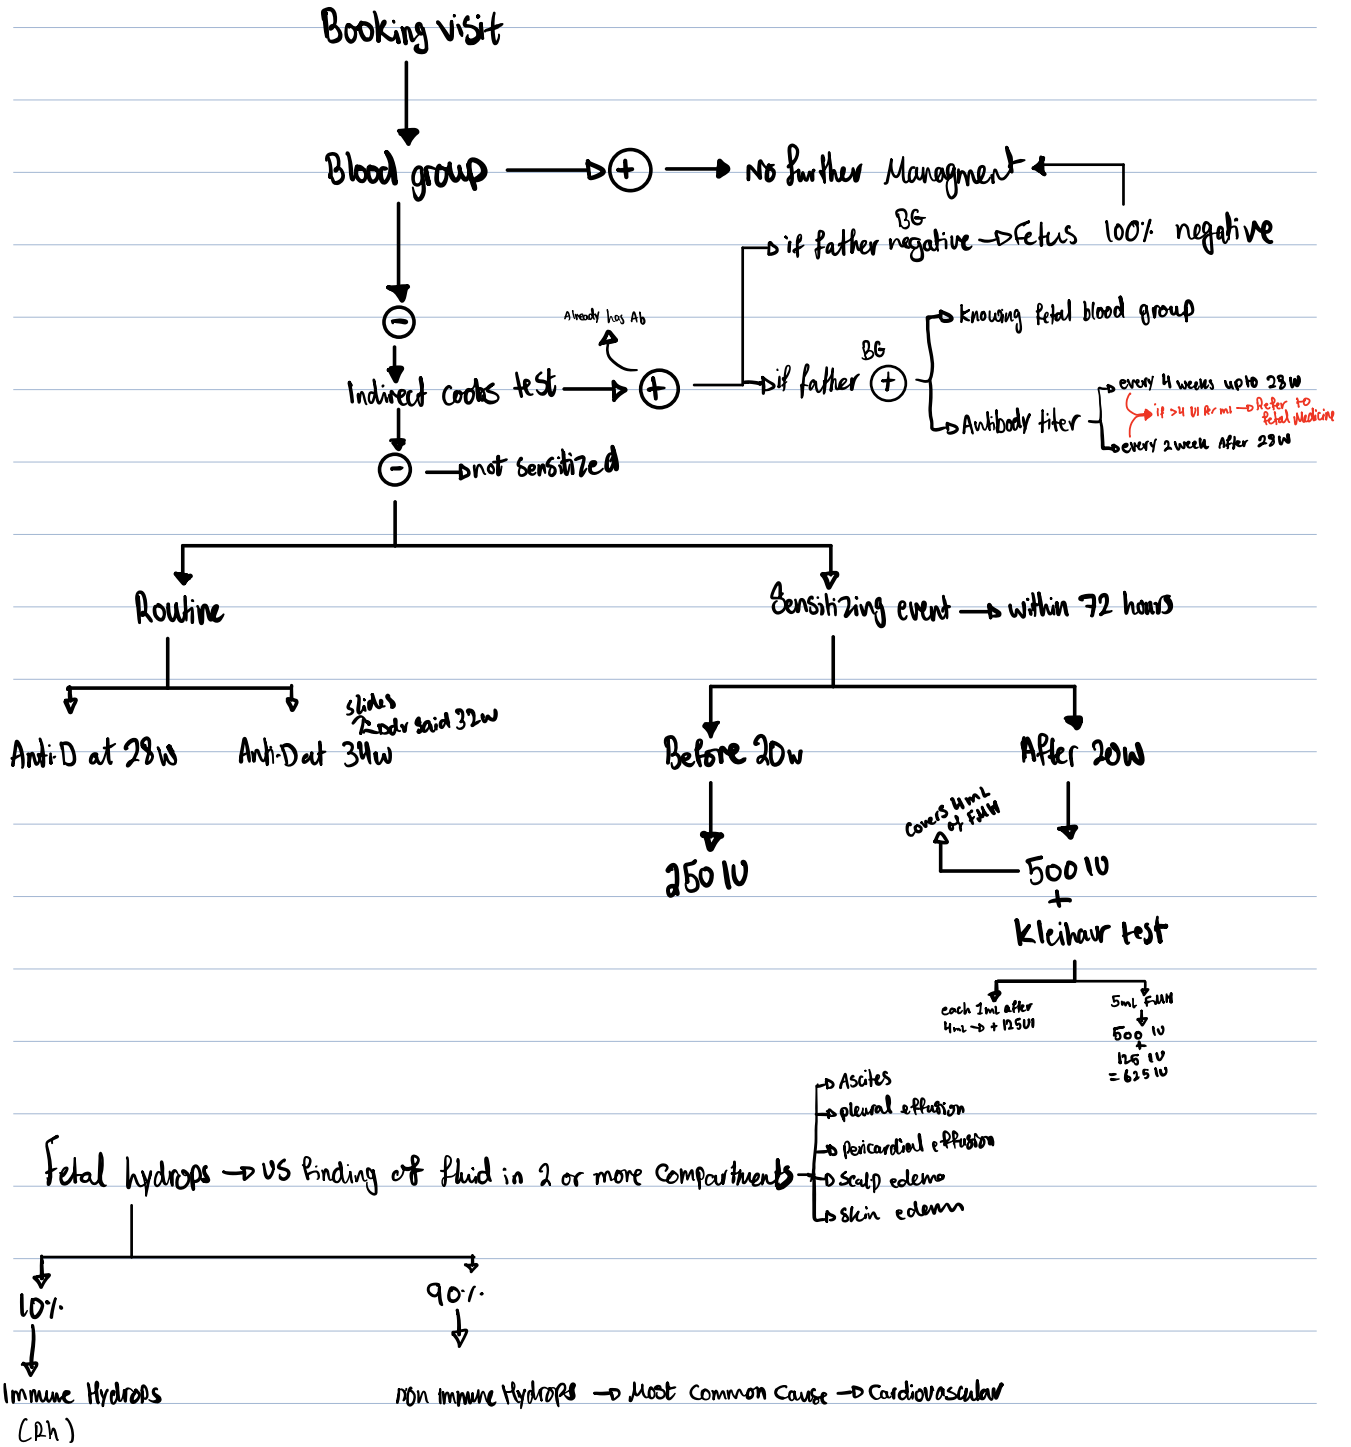 Booking visit
Blood group
+
No further Managment
if father BG negative
Fetus 100% negative
-
Already has Ab
Indirect coobs test
+
if father BG +
Knowing fetal blood group
Antibody titer
every 4 weeks up to 28w
if >4 UI per ml → Refer to
fetal Medicine
every 2 week After 28w
-
not sensitized
Routine
Sensitizing event → within 72 hours
Anti-D at 28w
Anti-D at 34w
slides
dr said 32w
Before 20w
After 20w
250 IU
Covers 4mL
of FMH
500 IU
+
Kleihaur test
each 1mL after
4mL → + 125UI
5mL FMH
500 IU
+
125 IU
= 625 IU
Fetal hydrops → US finding of fluid in 2 or more compartments
Ascites
pleural effusion
Pericardial effusion
Scalp edema
Skin edema
10%
90%
Immune Hydrops
(Rh)
non immune Hydrops → Most common Cause → Cardiovascular